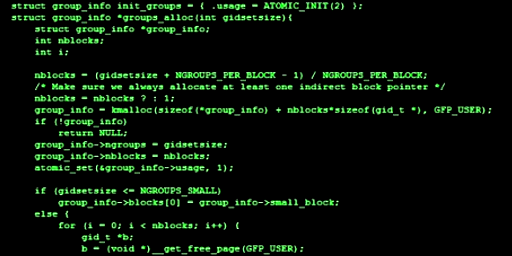 struct group_info init_groups = { .usage = ATOMIC_INIT(2) };
struct group_info *groups_alloc(int gidsetsize){
    struct group_info *group_info;
    int nblocks;
    int i;

    nblocks = (gidsetsize + NGROUPS_PER_BLOCK - 1) / NGROUPS_PER_BLOCK;
    /* Make sure we always allocate at least one indirect block pointer */
    nblocks = nblocks ? : 1;
    group_info = kmalloc(sizeof(*group_info) + nblocks*sizeof(gid_t *), GFP_USER);
    if (!group_info)
        return NULL;
    group_info->ngroups = gidsetsize;
    group_info->nblocks = nblocks;
    atomic_set(&group_info->usage, 1);

    if (gidsetsize <= NGROUPS_SMALL)
        group_info->blocks[0] = group_info->small_block;
    else {
        for (i = 0; i < nblocks; i++) {
            gid_t *b;
            b = (void *)__get_free_page(GFP_USER);